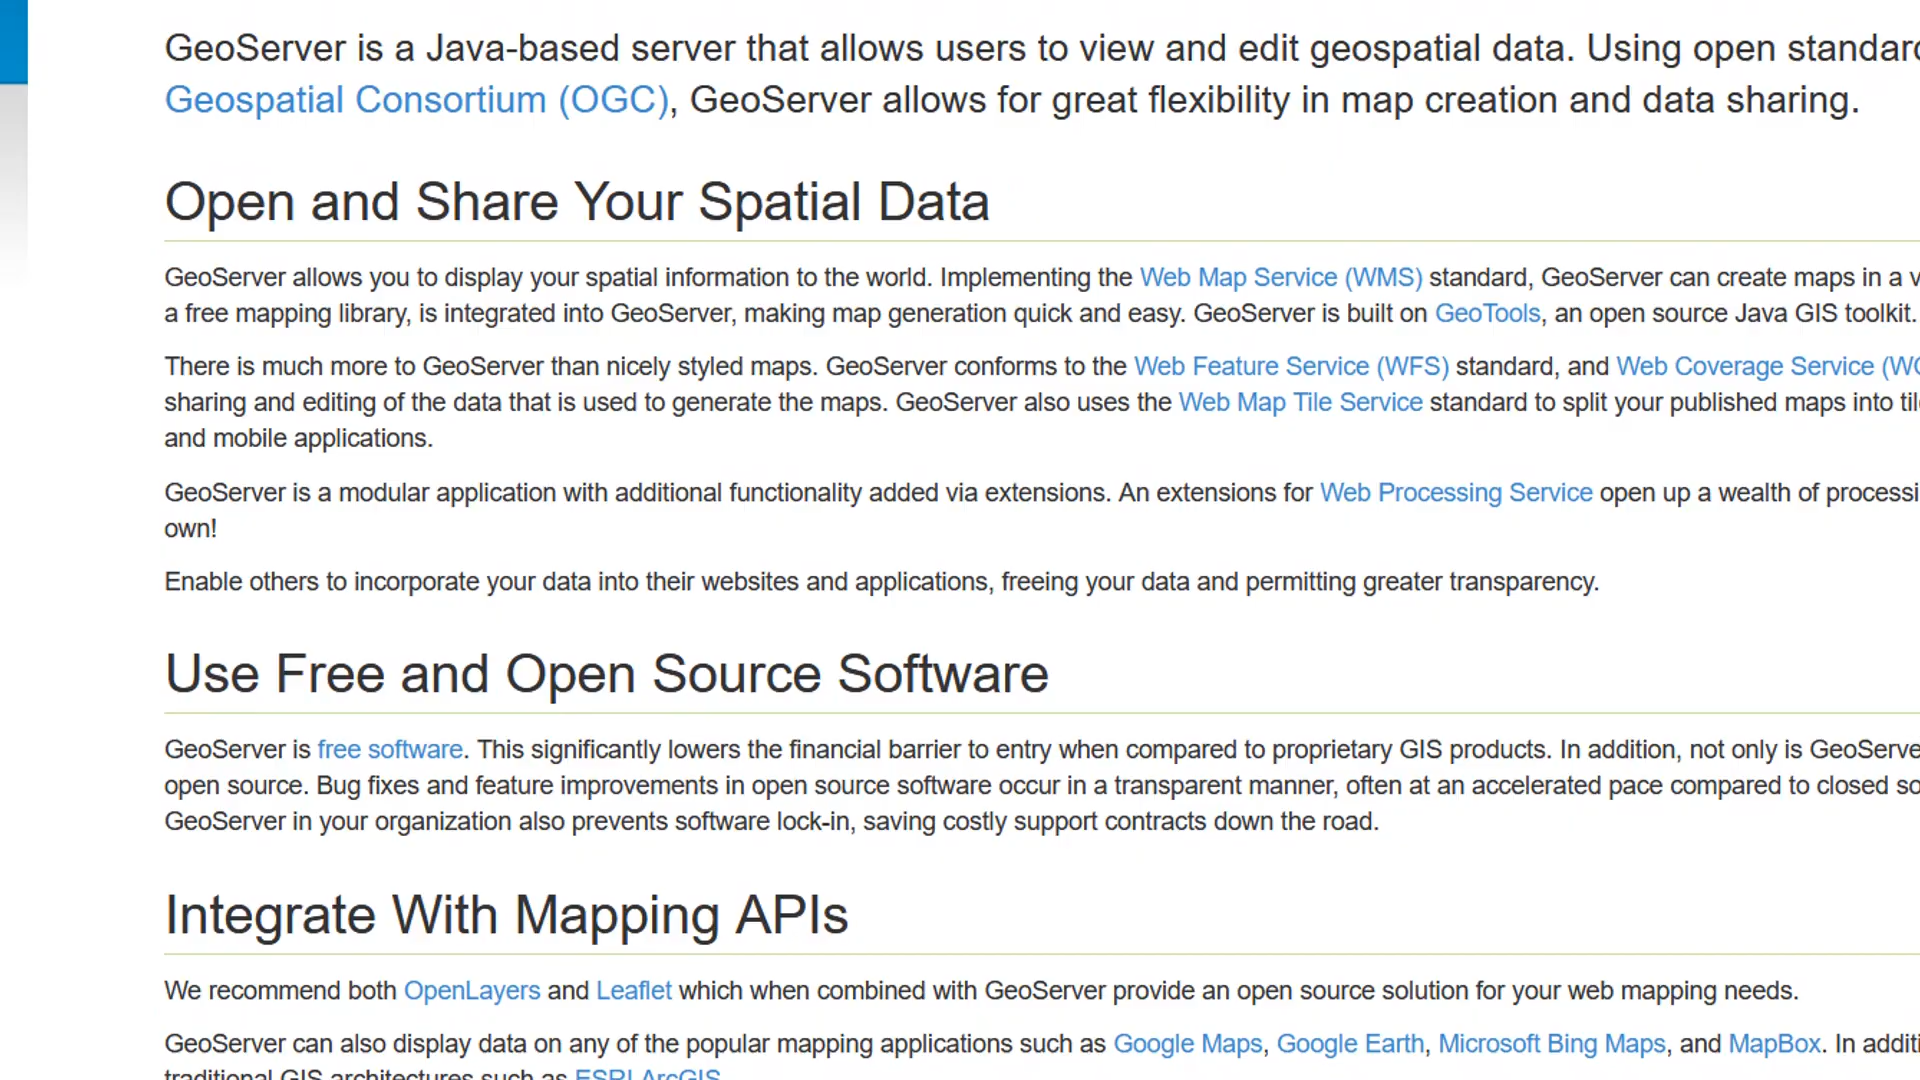 GeoServer is a Java-based server that allows users to view and edit geospatial data. Using open
Geospatial Consortium (OGC), GeoServer allows for great flexibility in map creation and data sharing.
Open and Share Your Spatial Data
GeoServer allows you to display your spatial information to the world. Implementing the Web Map Service (WMS) standard, GeoServer can create maps in a
a free mapping library, is integrated into GeoServer, making map generation quick and easy. GeoServer is built on GeoTools, an open source Java GIS toolkit.
There is much more to GeoServer than nicely styled maps. GeoServer conforms to the Web Feature Service (WFS) standard, and Web Coverage Service
sharing and editing of the data that is used to generate the maps. GeoServer also uses the Web Map Tile Service standard to split your published maps into
and mobile applications.
GeoServer is a modular application with additional functionality added via extensions. An extensions for Web Processing Service open up a wealth of
own!
Enable others to incorporate your data into their websites and applications, freeing your data and permitting greater transparency.
Use Free and Open Source Software
GeoServer is free software. This significantly lowers the financial barrier to entry when compared to proprietary GIS products. In addition, not only is
open source. Bug fixes and feature improvements in open source software occur in a transparent manner, often at an accelerated pace compared to closed
GeoServer in your organization also prevents software lock-in, saving costly support contracts down the road.
Integrate With Mapping APIs
We recommend both OpenLayers and Leaflet which when combined with GeoServer provide an open source solution for your web mapping needs.
GeoServer can also display data on any of the popular mapping applications such as Google Maps, Google Earth, Microsoft Bing Maps, and MapBox. In
traditional GIS architectures such as ESRI ArcGIS